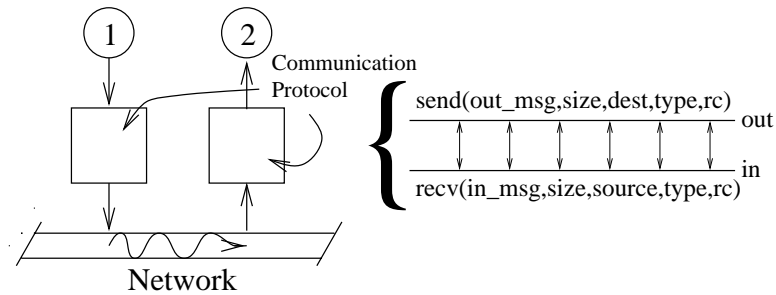 1
2
Communication
Protocol
send(out_msg,size,dest,type,rc)
out
in
recv(in_msg,size,source,type,rc)
Network